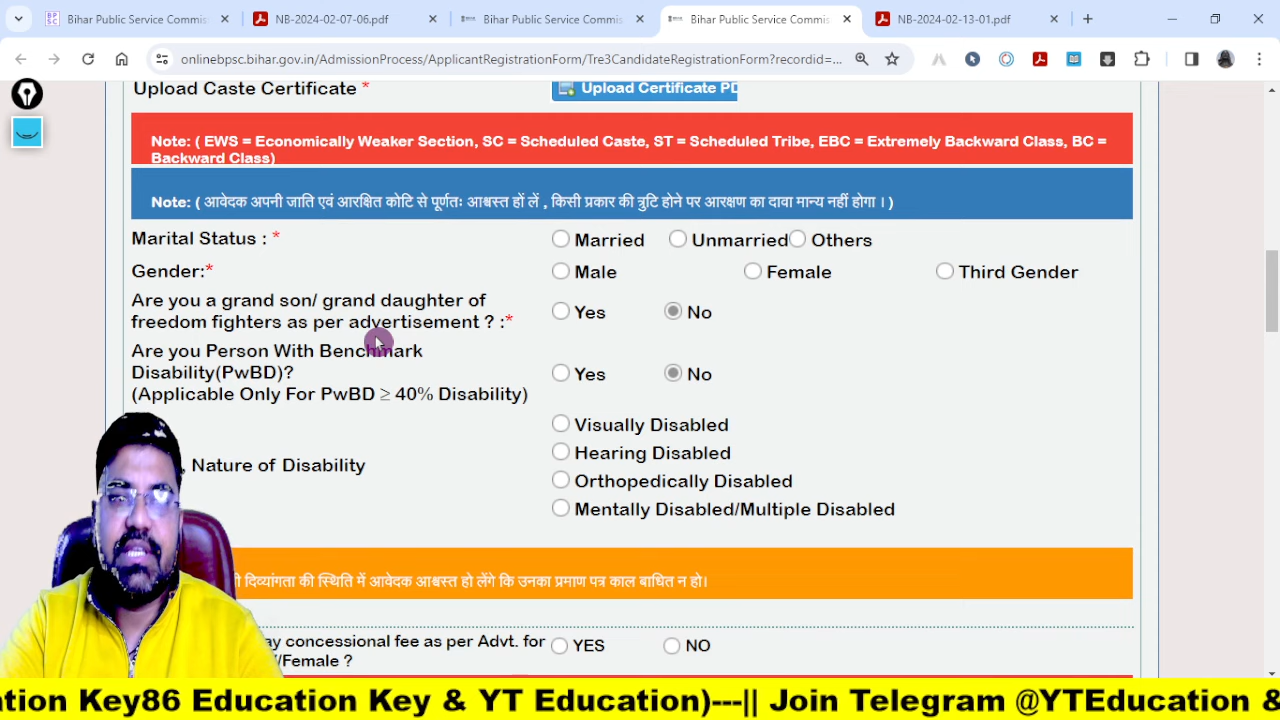 Bihar Public Service Commis
NB-2024-02-07-06.pdf
Bihar Public Service Commis
Bihar Public Service Commis
NB-2024-02-13-01.pdf
onlinebpsc.bihar.gov.in/AdmissionProcess/ApplicantRegistrationForm/Tre3CandidateRegistrationForm?recordid=...
Upload Caste Certificate *
Upload Certificate PD
Note: ( EWS = Economically Weaker Section, SC = Scheduled Caste, ST = Scheduled Tribe, EBC = Extremely Backward Class, BC =
Backward Class)
Note: ( आवेदक अपनी जाति एवं आरक्षित कोटि से पूर्णतः आश्वस्त हों लें , किसी प्रकार की त्रुटि होने पर आरक्षण का दावा मान्य नहीं होगा । )
Marital Status : *
Married
Unmarried
Others
Gender:*
Male
Female
Third Gender
Are you a grand son/ grand daughter of
freedom fighters as per advertisement ? :*
Yes
No
Are you Person With Benchmark
Disability(PwBD)?
(Applicable Only For PwBD ≥ 40% Disability)
Yes
No
, Nature of Disability
Visually Disabled
Hearing Disabled
Orthopedically Disabled
Mentally Disabled/Multiple Disabled
दिव्यांगता की स्थिति में आवेदक आश्वस्त हो लेंगे कि उनका प्रमाण पत्र काल बाधित न हो।
ay concessional fee as per Advt. for
/Female ?
YES
NO
ation Key86 Education Key & YT Education)---|| Join Telegram @YTEducation &